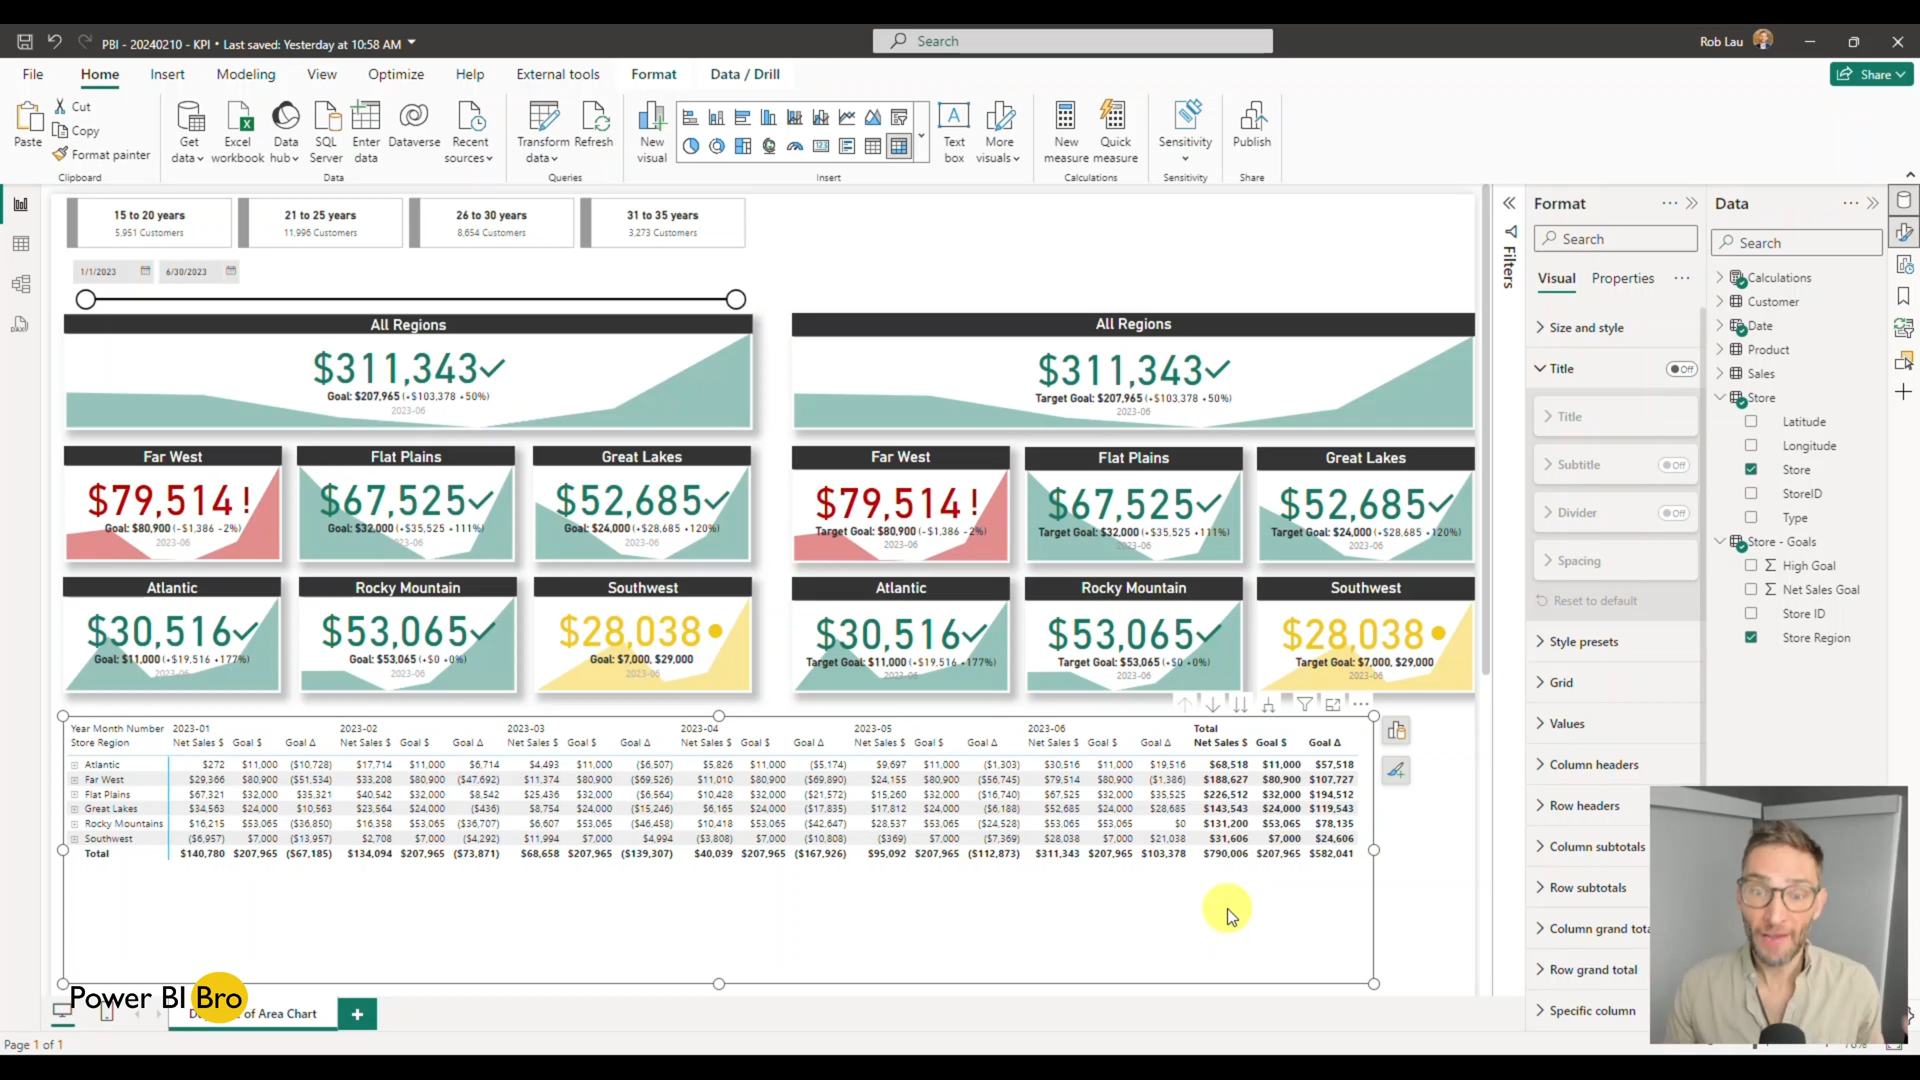 PBI - 20240210 - KPI • Last saved: Yesterday at 10:58 AM
Search
Rob Lau
File Home Insert Modeling View Optimize Help External tools Format Data / Drill
Share
Paste
Cut
Copy
Format painter
Clipboard
Get data
Excel workbook
Data hub
SQL Server
Enter data
Dataverse
Recent sources
Data
Transform data
Refresh
Queries
New visual
Text box
More visuals
Insert
New measure
Quick measure
Calculations
Sensitivity
Sensitivity
Publish
Share
15 to 20 years
5,951 Customers
21 to 25 years
11,996 Customers
26 to 30 years
8,654 Customers
31 to 35 years
3,273 Customers
1/1/2023 6/30/2023
All Regions
$311,343
Goal: $207,965 (+$103,378 +50%)
2023-06
All Regions
$311,343
Target Goal: $207,965 (+$103,378 +50%)
2023-06
Far West
$79,514!
Goal: $80,900 (-$1,386 -2%)
2023-06
Flat Plains
$67,525
Goal: $32,000 (+$35,525 +111%)
2023-06
Great Lakes
$52,685
Goal: $24,000 (+$28,685 +120%)
2023-06
Far West
$79,514!
Target Goal: $80,900 (-$1,386 -2%)
2023-06
Flat Plains
$67,525
Target Goal: $32,000 (+$35,525 +111%)
2023-06
Great Lakes
$52,685
Target Goal: $24,000 (+$28,685 +120%)
2023-06
Atlantic
$30,516
Goal: $11,000 (+$19,516 +177%)
2023-06
Rocky Mountain
$53,065
Goal: $53,065 (+$0 +0%)
2023-06
Southwest
$28,038
Goal: $7,000, $29,000
2023-06
Atlantic
$30,516
Target Goal: $11,000 (+$19,516 +177%)
2023-06
Rocky Mountain
$53,065
Target Goal: $53,065 (+$0 +0%)
2023-06
Southwest
$28,038
Target Goal: $7,000, $29,000
2023-06
Year Month Number 2023-01 2023-02 2023-03 2023-04 2023-05 2023-06 Total
Store Region Net Sales $ Goal $ Goal Δ Net Sales $ Goal $ Goal Δ Net Sales $ Goal $ Goal Δ Net Sales $ Goal $ Goal Δ Net Sales $ Goal $ Goal Δ Net Sales $ Goal $ Goal Δ Net Sales $ Goal $ Goal Δ
Atlantic $272 $11,000 ($10,728) $17,714 $11,000 $6,714 $4,493 $11,000 ($6,507) $5,826 $11,000 ($5,174) $9,697 $11,000 ($1,303) $30,516 $11,000 $19,516 $68,518 $11,000 $57,518
Far West $29,366 $80,900 ($51,534) $33,208 $80,900 ($47,692) $11,374 $80,900 ($69,526) $11,010 $80,900 ($69,890) $24,155 $80,900 ($56,745) $79,514 $80,900 ($1,386) $188,627 $80,900 $107,727
Flat Plains $67,321 $32,000 $35,321 $40,542 $32,000 $8,542 $25,436 $32,000 ($6,564) $10,428 $32,000 ($21,572) $15,260 $32,000 ($16,740) $67,525 $32,000 $35,525 $226,512 $32,000 $194,512
Great Lakes $34,563 $24,000 $10,563 $23,564 $24,000 ($436) $8,754 $24,000 ($15,246) $6,165 $24,000 ($17,835) $17,812 $24,000 ($6,188) $52,685 $24,000 $28,685 $143,543 $24,000 $119,543
Rocky Mountains $16,215 $53,065 ($36,850) $16,358 $53,065 ($36,707) $6,607 $53,065 ($46,458) $10,418 $53,065 ($42,647) $28,537 $53,065 ($24,528) $53,065 $53,065 $0 $131,200 $53,065 $78,135
Southwest ($6,957) $7,000 ($13,957) $2,708 $7,000 ($4,292) $11,994 $7,000 $4,994 ($3,808) $7,000 ($10,808) ($369) $7,000 ($7,369) $28,038 $7,000 $21,038 $31,606 $7,000 $24,606
Total $140,780 $207,965 ($67,185) $134,094 $207,965 ($73,871) $68,658 $207,965 ($139,307) $40,039 $207,965 ($167,926) $95,092 $207,965 ($112,873) $311,343 $207,965 $103,378 $790,006 $207,965 $582,041
Power BI Bro
of Area Chart
Page 1 of 1
Filters
Format
Search
Visual Properties
Size and style
Title Off
Title
Subtitle Off
Divider Off
Spacing
Reset to default
Style presets
Grid
Values
Column headers
Row headers
Column subtotals
Row subtotals
Column grand tota
Row grand total
Specific column
Data
Search
Calculations
Customer
Date
Product
Sales
Store
Latitude
Longitude
Store
StoreID
Type
Store - Goals
High Goal
Net Sales Goal
Store ID
Store Region